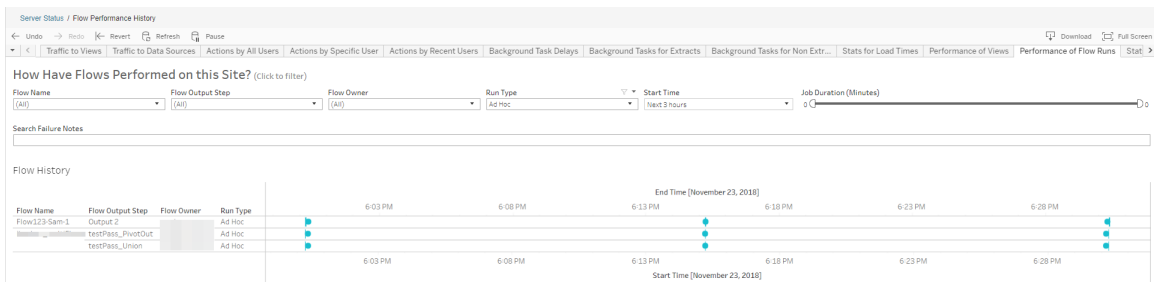 Server Status / Flow Performance History
← Undo → Redo |← Revert Refresh Pause Download Full Screen
Traffic to Views Traffic to Data Sources Actions by All Users Actions by Specific User Actions by Recent Users Background Task Delays Background Tasks for Extracts Background Tasks for Non Extr... Stats for Load Times Performance of Views Performance of Flow Runs Stat
How Have Flows Performed on this Site? (Click to filter)
Flow Name Flow Output Step Flow Owner Run Type Start Time Job Duration (Minutes)
(All) (All) (All) Ad Hoc Next 3 hours 0 0
Search Failure Notes
Flow History
End Time [November 23, 2018]
6:03 PM 6:08 PM 6:13 PM 6:18 PM 6:23 PM 6:28 PM
Flow Name Flow Output Step Flow Owner Run Type
Flow123-Sam-1 Output 2 Ad Hoc
testPass_PivotOut Ad Hoc
testPass_Union Ad Hoc
6:03 PM 6:08 PM 6:13 PM 6:18 PM 6:23 PM 6:28 PM
Start Time [November 23, 2018]